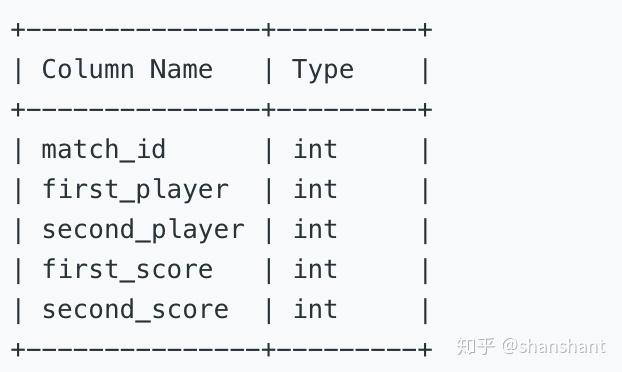 +---------------+---------+
| Column Name   | Type    |
+---------------+---------+
| match_id      | int     |
| first_player  | int     |
| second_player | int     |
| first_score   | int     |
| second_score  | int     |
+---------------+---------+
知乎 @shanshant